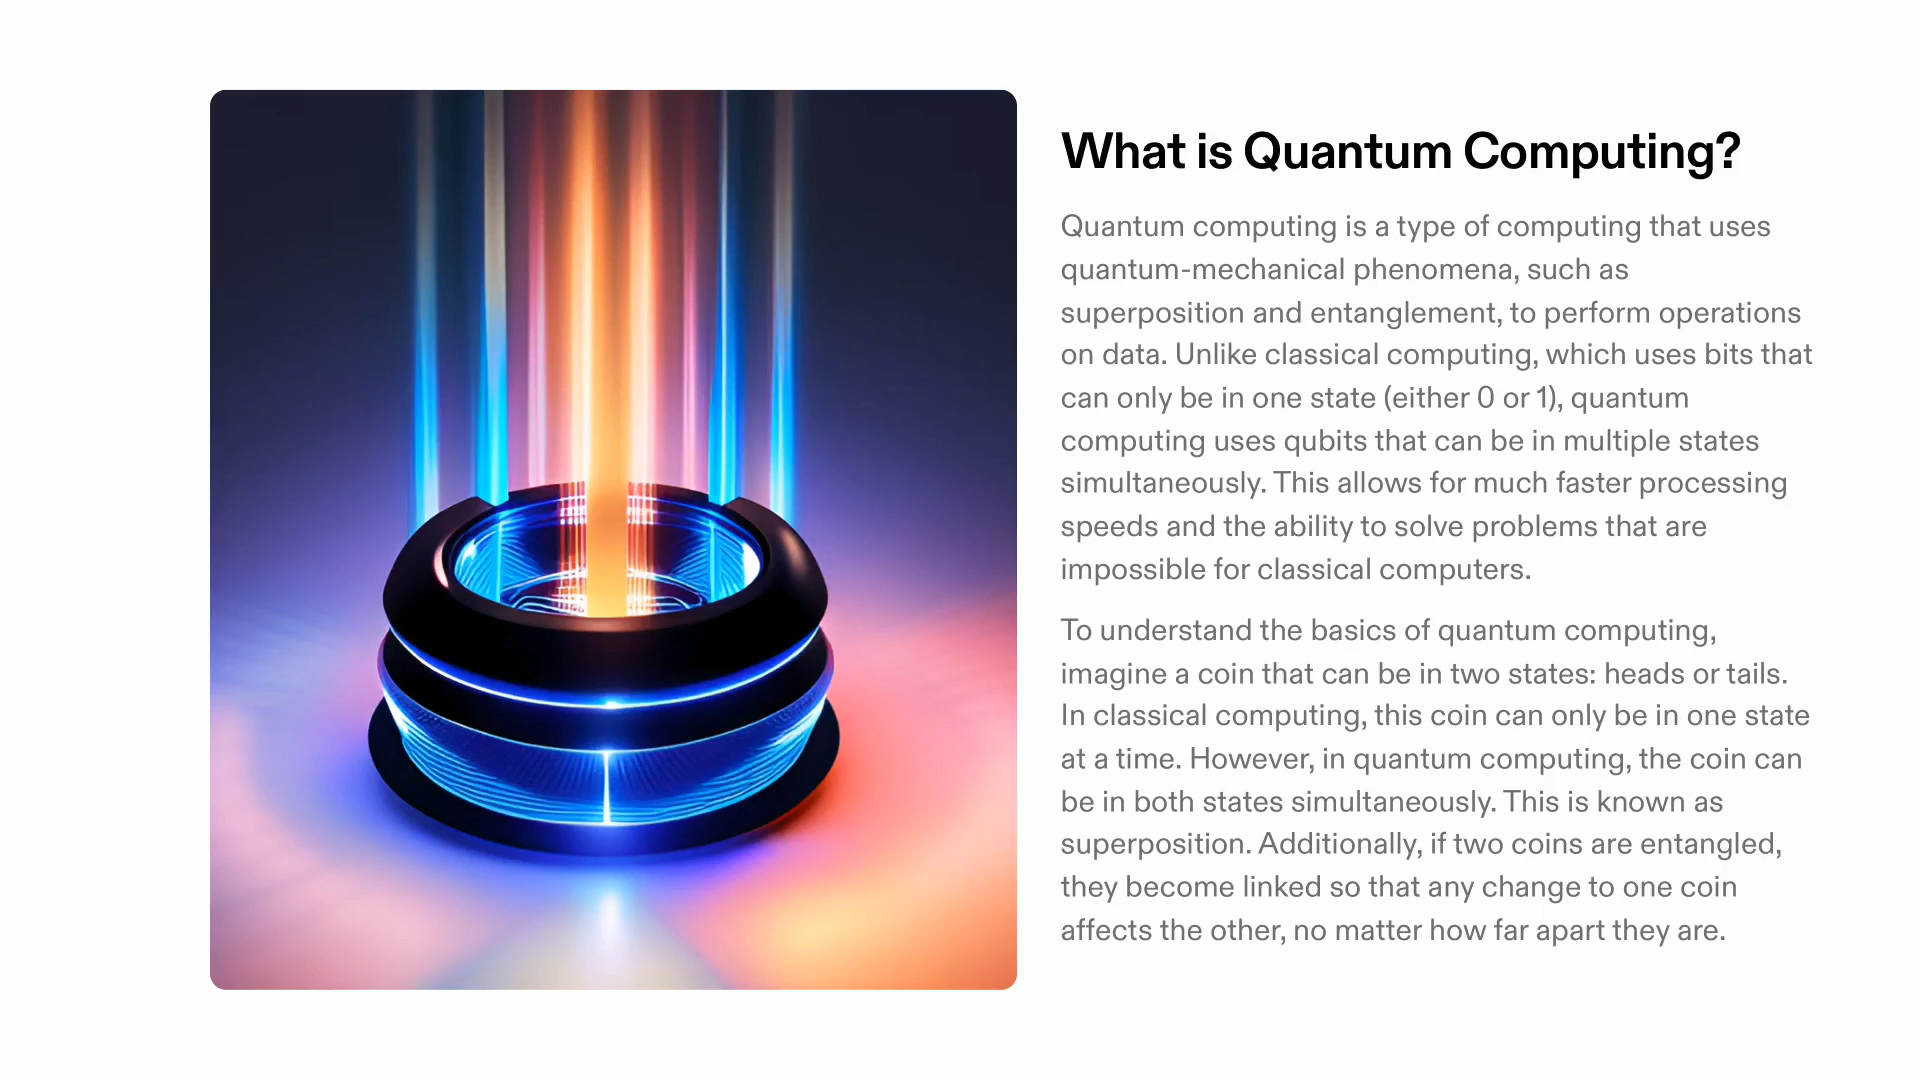 What is Quantum Computing?
Quantum computing is a type of computing that uses
quantum-mechanical phenomena, such as
superposition and entanglement, to perform operations
on data. Unlike classical computing, which uses bits that
can only be in one state (either 0 or 1), quantum
computing uses qubits that can be in multiple states
simultaneously. This allows for much faster processing
speeds and the ability to solve problems that are
impossible for classical computers.
To understand the basics of quantum computing,
imagine a coin that can be in two states: heads or tails.
In classical computing, this coin can only be in one state
at a time. However, in quantum computing, the coin can
be in both states simultaneously. This is known as
superposition. Additionally, if two coins are entangled,
they become linked so that any change to one coin
affects the other, no matter how far apart they are.